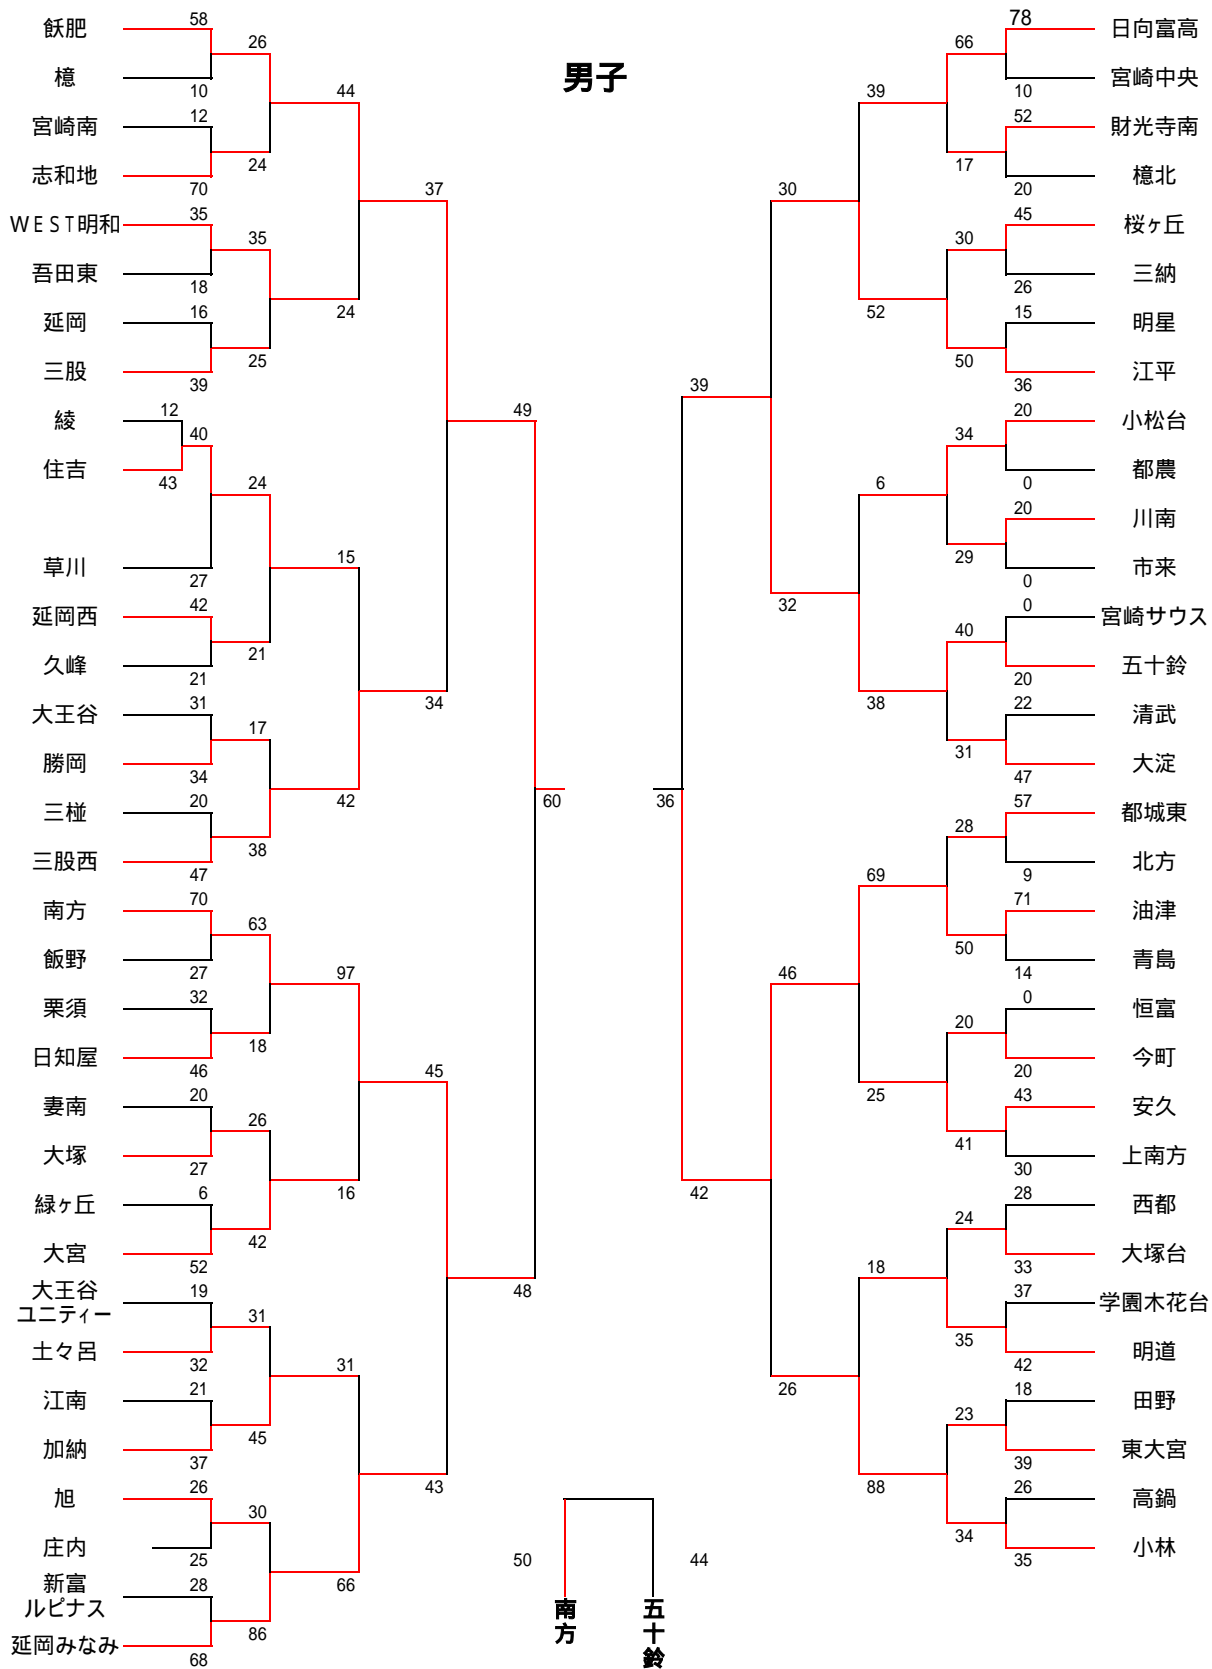 男子
飫肥 58
26
檍 10
44
宮崎南 12
24
志和地 70
37
WEST明和 35
35
吾田東 18
24
延岡 16
25
三股 39
49
綾 12
40
住吉 43
24
15
草川 27
延岡西 42
21
久峰 21
34
大王谷 31
17
勝岡 34
42
三椪 20
38
三股西 47
60
南方 70
63
飯野 27
97
栗須 32
18
日知屋 46
45
妻南 20
26
大塚 27
16
緑ヶ丘 6
42
大宮 52
48
大王谷
ユニティー 19
31
土々呂 32
31
江南 21
45
加納 37
43
旭 26
30
庄内 25
66
新富
ルピナス 28
86
延岡みなみ 68
78 日向富高
66
10 宮崎中央
39
52 財光寺南
17
20 檍北
30
45 桜ヶ丘
30
26 三納
52
15 明星
50
36 江平
39
20 小松台
34
0 都農
6
20 川南
29
0 市来
32
0 宮崎サウス
40
20 五十鈴
38
22 清武
31
47 大淀
36
57 都城東
28
9 北方
69
71 油津
50
14 青島
46
0 恒富
20
20 今町
25
43 安久
41
30 上南方
42
28 西都
24
33 大塚台
18
37 学園木花台
35
42 明道
26
18 田野
23
39 東大宮
88
26 高鍋
34
35 小林
50 44
南方
五十鈴